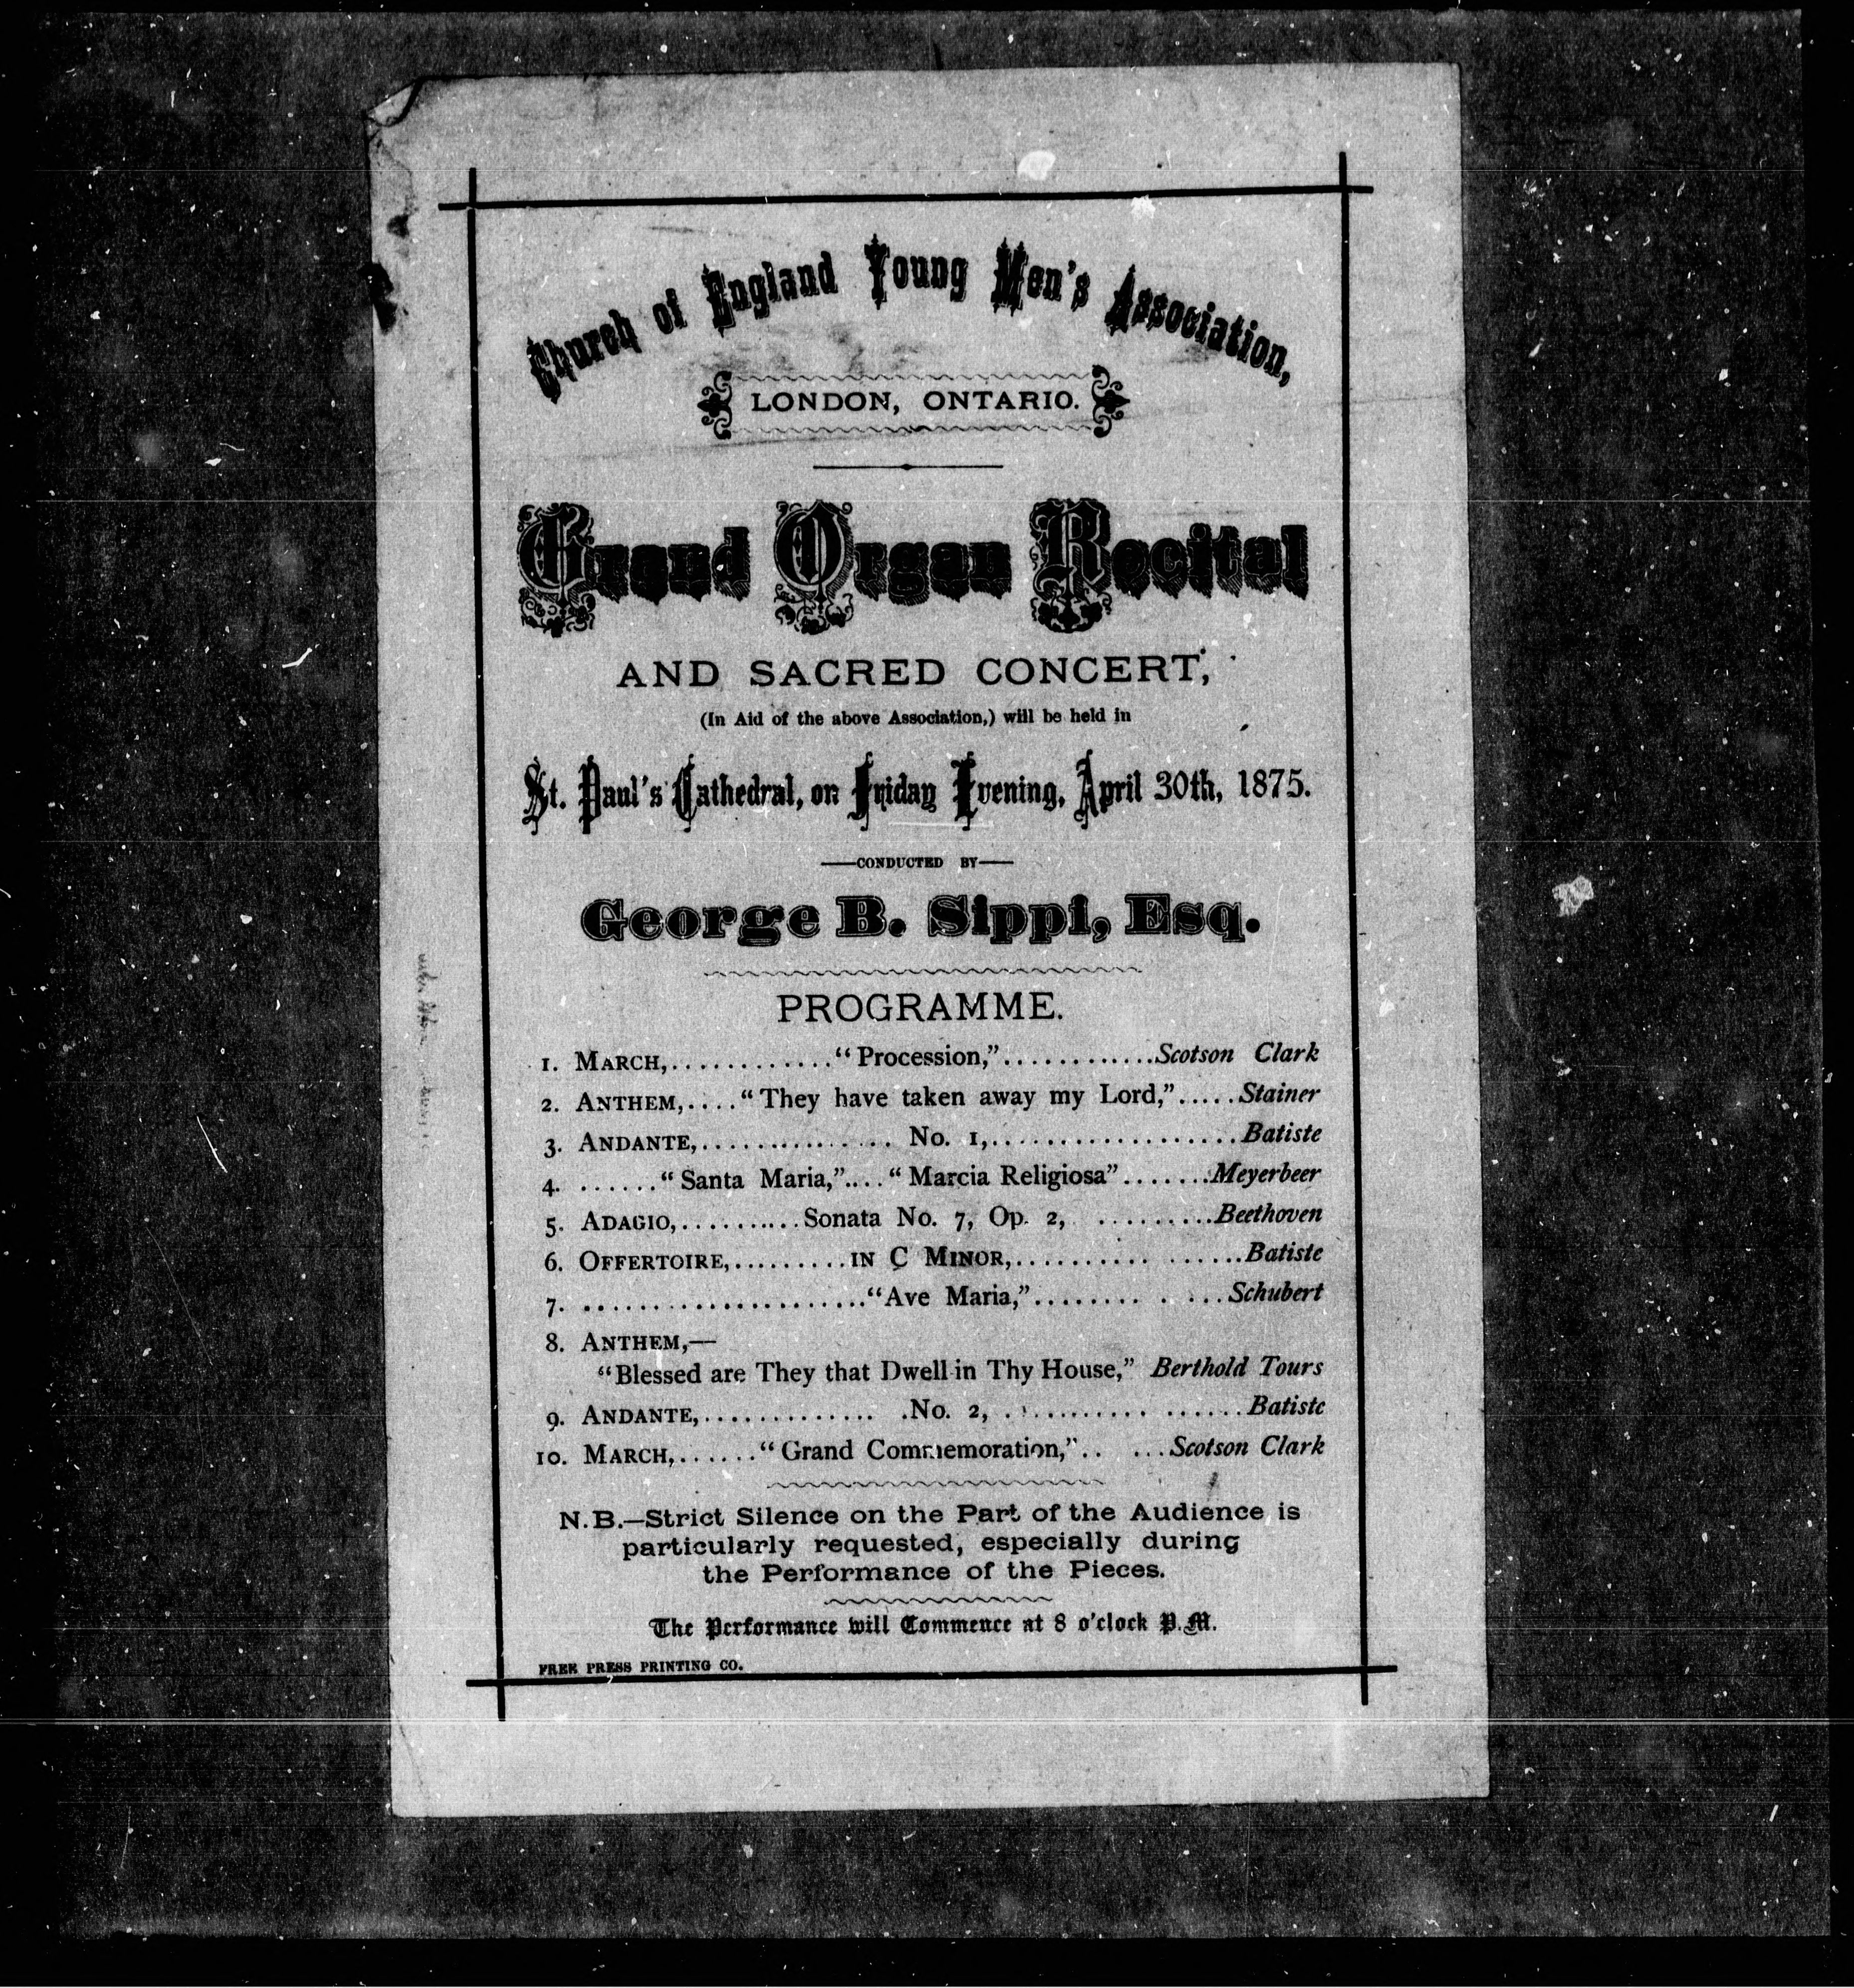 Church of England Young Men's Association,
LONDON, ONTARIO.
Grand Organ Recital
AND SACRED CONCERT,
(In Aid of the above Association,) will be held in
St. Paul's Cathedral, on Friday Evening, April 30th, 1875.
—CONDUCTED BY—
George B. Sippi, Esq.
PROGRAMME.
1. MARCH,............“Procession,”............Scotson Clark
2. ANTHEM,....“They have taken away my Lord,”.....Stainer
3. ANDANTE,............... No. 1,..................Batiste
4. ......“Santa Maria,”....“Marcia Religiosa”.......Meyerbeer
5. ADAGIO,..........Sonata No. 7, Op. 2, .........Beethoven
6. OFFERTOIRE,.........IN C MINOR,.......... ......Batiste
7. .....................“Ave Maria,”........ . ...Schubert
8. ANTHEM,—
“Blessed are They that Dwell in Thy House,” Berthold Tours
9. ANDANTE,.............. .No. 2, ........... ......Batiste
10. MARCH,......“Grand Commemoration,”.. ...Scotson Clark
N.B.—Strict Silence on the Part of the Audience is
particularly requested, especially during
the Performance of the Pieces.
The Performance will Commence at 8 o'clock P.M.
FREE PRESS PRINTING CO.